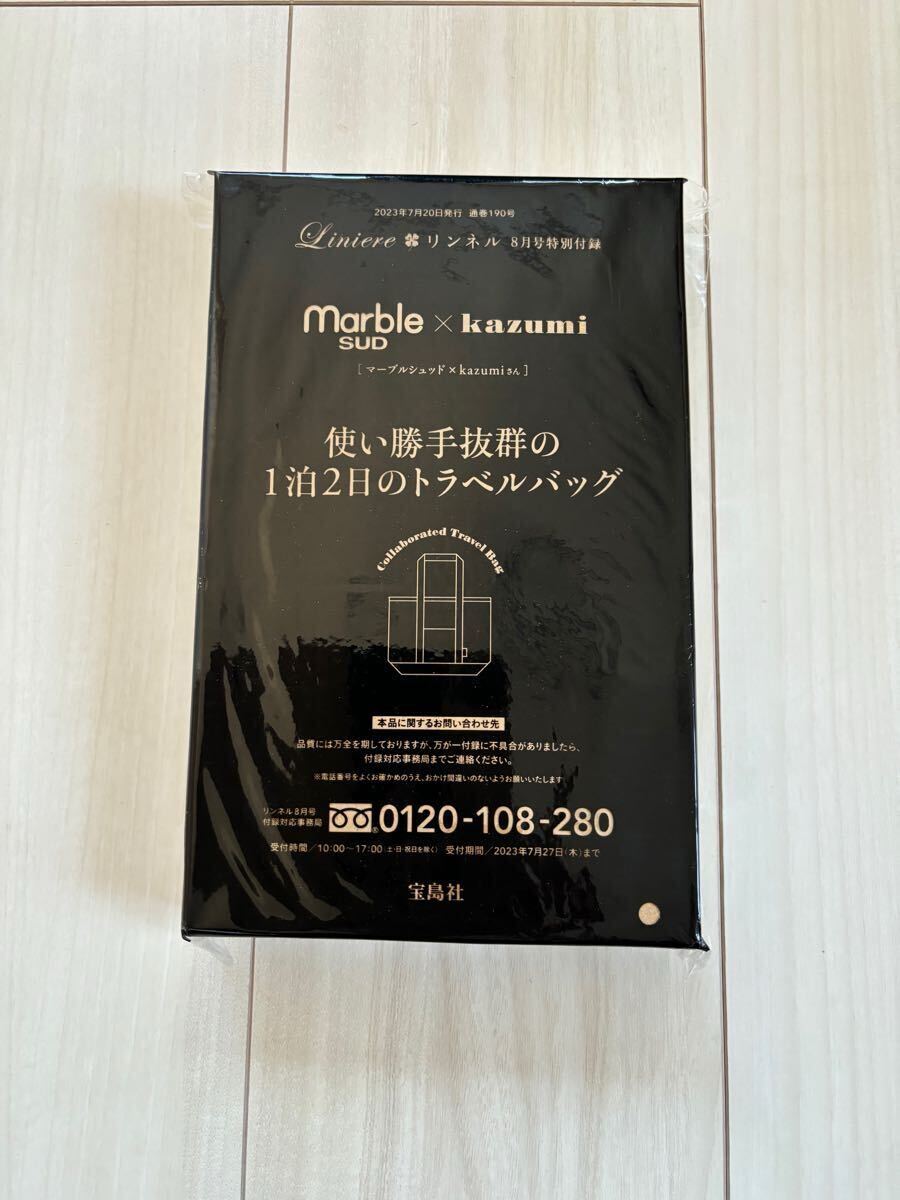 2023年7月20日発行 通巻190号
Liniere リンネル 8月号特別付録
marble SUD × kazumi
[マーブルシュッド×kazumiさん]
使い勝手抜群の
1泊2日のトラベルバッグ
Collaborated Travel Bag
本品に関するお問い合わせ先
品質には万全を期しておりますが、万が一付録に不具合がありましたら、
付録対応事務局までご連絡ください。
※電話番号をよくお確かめのうえ、おかけ間違いのないようお願いいたします
リンネル8月号
付録対応事務局 ® 0120-108-280
受付時間/10:00〜17:00(土・日・祝日を除く) 受付期間/2023年7月27日(木)まで
宝島社